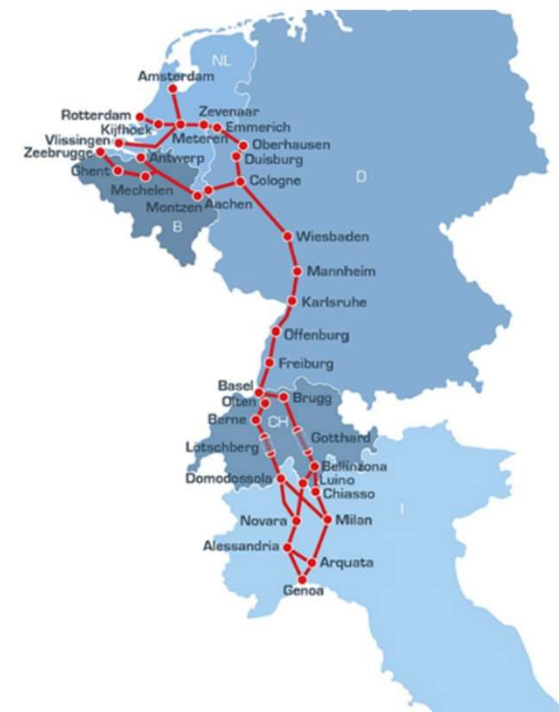 NL
Amsterdam
Rotterdam
Zevenaar
Kijfhoek
Emmerich
Vlissingen
Meteren
Oberhausen
Zeebrugge
Antwerp
Duisburg
Ghent
D
Cologne
Mechelen
Aachen
Montzen
B
Wiesbaden
Mannheim
Karlsruhe
Offenburg
Freiburg
Basel
Olten
Brugg
Berne
CH
Gotthard
Lotschberg
Bellinzona
Domodossola
Luino
Chiasso
I
Novara
Milan
Alessandria
Arquata
Genoa